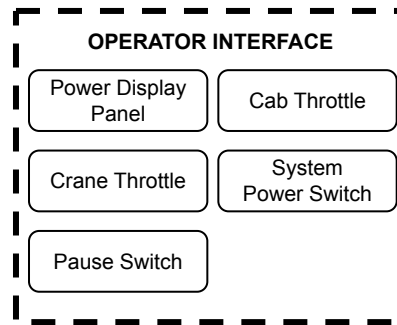 OPERATOR INTERFACE
Power Display
Panel
Cab Throttle
Crane Throttle
System
Power Switch
Pause Switch